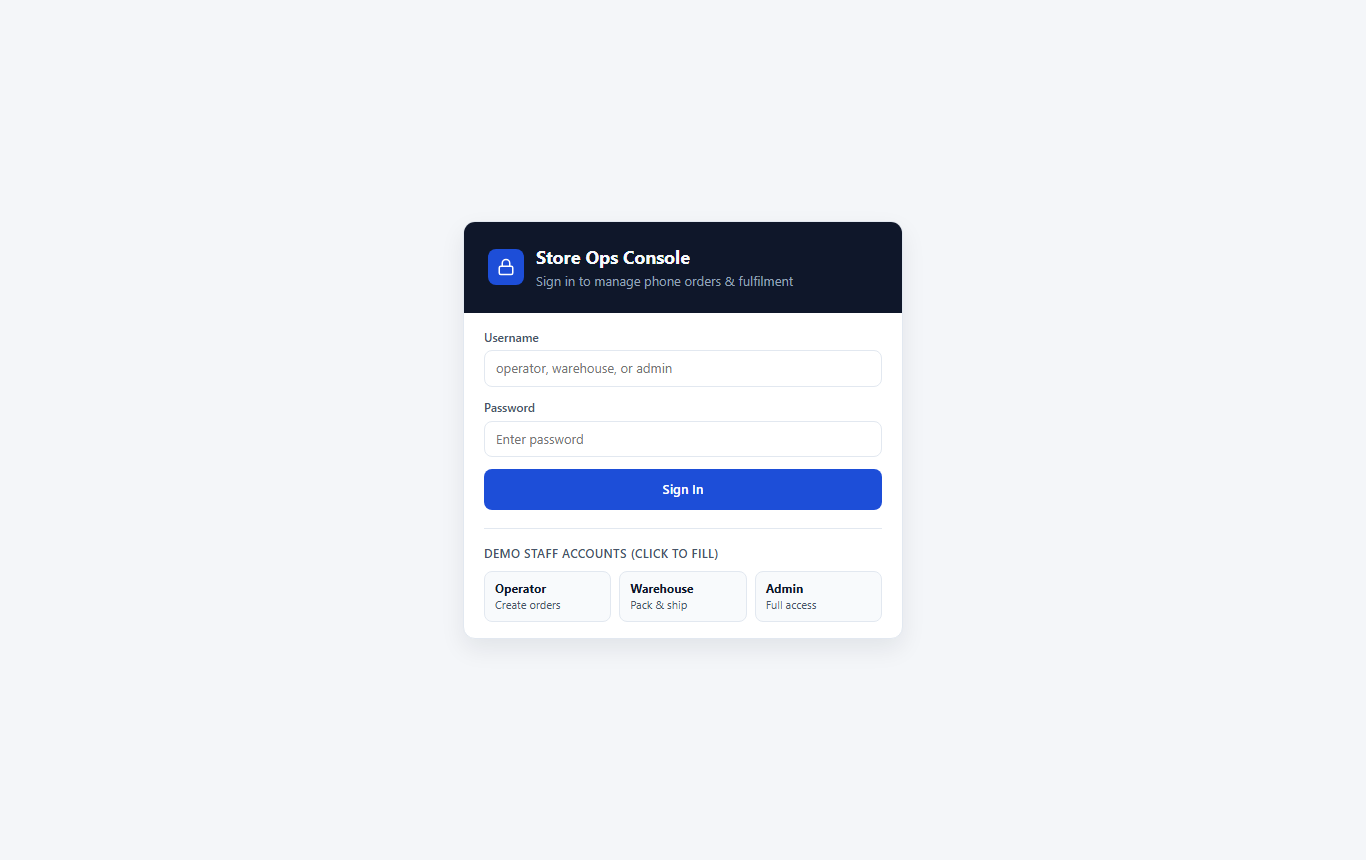 Store Ops Console
Sign in to manage phone orders & fulfilment
Username
operator, warehouse, or admin
Password
Enter password
Sign In
DEMO STAFF ACCOUNTS (CLICK TO FILL)
Operator
Create orders
Warehouse
Pack & ship
Admin
Full access